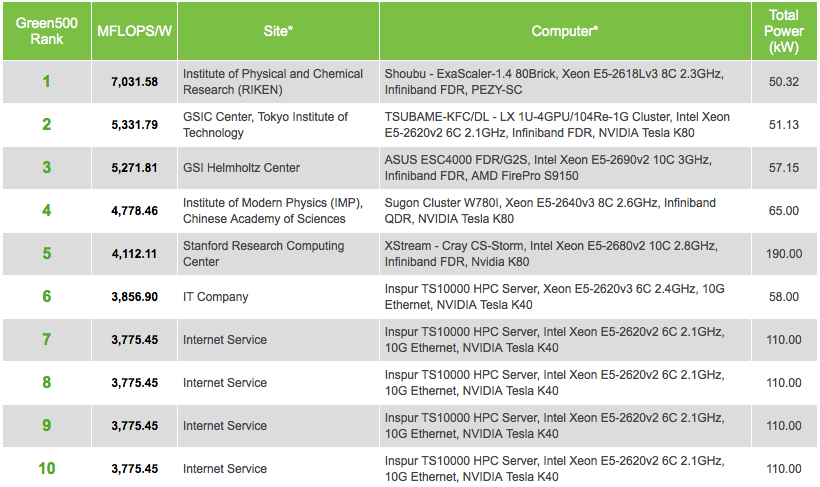 Green500 Rank MFLOPS/W Site* Computer* Total Power (kW)
1 7,031.58 Institute of Physical and Chemical Research (RIKEN) Shoubu - ExaScaler-1.4 80Brick, Xeon E5-2618Lv3 8C 2.3GHz, Infiniband FDR, PEZY-SC 50.32
2 5,331.79 GSIC Center, Tokyo Institute of Technology TSUBAME-KFC/DL - LX 1U-4GPU/104Re-1G Cluster, Intel Xeon E5-2620v2 6C 2.1GHz, Infiniband FDR, NVIDIA Tesla K80 51.13
3 5,271.81 GSI Helmholtz Center ASUS ESC4000 FDR/G2S, Intel Xeon E5-2690v2 10C 3GHz, Infiniband FDR, AMD FirePro S9150 57.15
4 4,778.46 Institute of Modern Physics (IMP), Chinese Academy of Sciences Sugon Cluster W780I, Xeon E5-2640v3 8C 2.6GHz, Infiniband QDR, NVIDIA Tesla K80 65.00
5 4,112.11 Stanford Research Computing Center XStream - Cray CS-Storm, Intel Xeon E5-2680v2 10C 2.8GHz, Infiniband FDR, Nvidia K80 190.00
6 3,856.90 IT Company Inspur TS10000 HPC Server, Xeon E5-2620v3 6C 2.4GHz, 10G Ethernet, NVIDIA Tesla K40 58.00
7 3,775.45 Internet Service Inspur TS10000 HPC Server, Intel Xeon E5-2620v2 6C 2.1GHz, 10G Ethernet, NVIDIA Tesla K40 110.00
8 3,775.45 Internet Service Inspur TS10000 HPC Server, Intel Xeon E5-2620v2 6C 2.1GHz, 10G Ethernet, NVIDIA Tesla K40 110.00
9 3,775.45 Internet Service Inspur TS10000 HPC Server, Intel Xeon E5-2620v2 6C 2.1GHz, 10G Ethernet, NVIDIA Tesla K40 110.00
10 3,775.45 Internet Service Inspur TS10000 HPC Server, Intel Xeon E5-2620v2 6C 2.1GHz, 10G Ethernet, NVIDIA Tesla K40 110.00